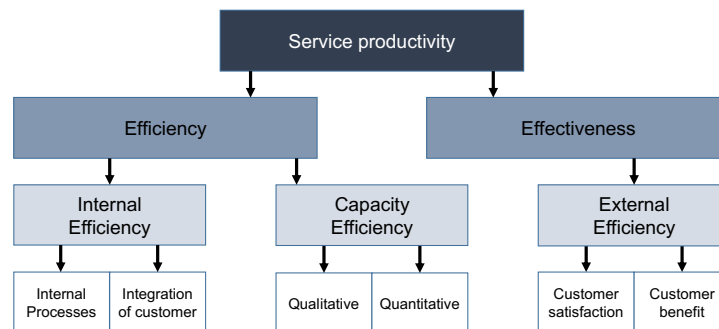 Service productivity
Efficiency
Effectiveness
Internal
Efficiency
Capacity
Efficiency
External
Efficiency
Internal
Processes
Integration
of customer
Qualitative
Quantitative
Customer
satisfaction
Customer
benefit